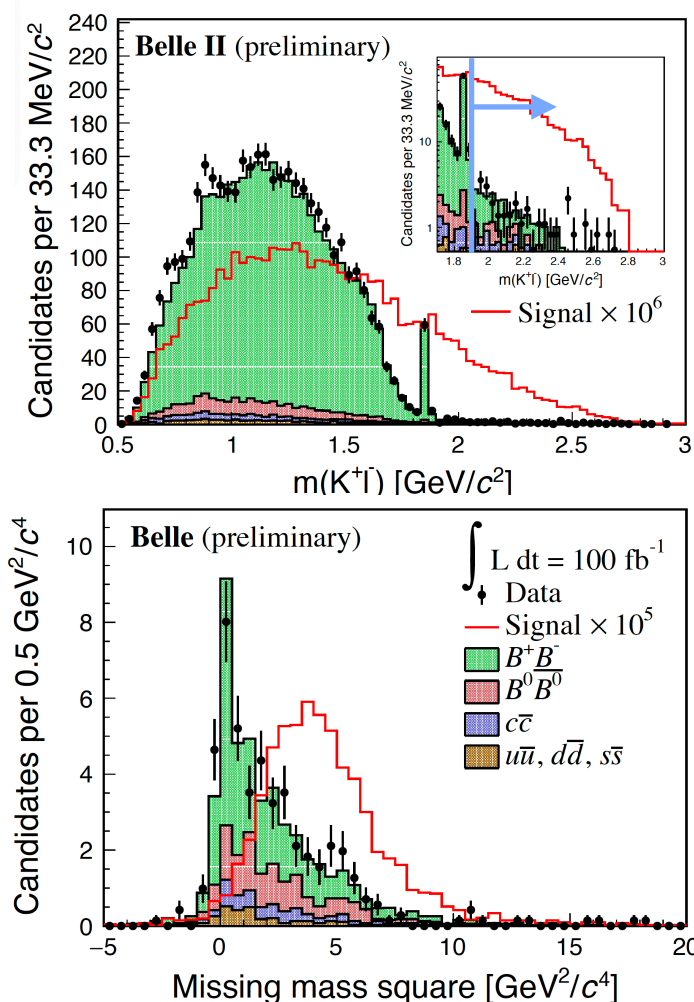 Belle II (preliminary)
Candidates per 33.3 MeV/c²
240
220
200
180
160
140
120
100
80
60
40
20
0
0.5 1 1.5 2 2.5 3
m(K⁺l⁻) [GeV/c²]
Candidates per 33.3 MeV/c²
10
1
1.8 2 2.2 2.4 2.6 2.8 3
m(K⁺l⁻) [GeV/c²]
Signal × 10⁶
Belle (preliminary)
Candidates per 0.5 GeV²/c⁴
10
8
6
4
2
0
−5 0 5 10 15 20
Missing mass square [GeV²/c⁴]
∫ L dt = 100 fb⁻¹
Data
Signal × 10⁵
B⁺B⁻
B⁰B̅⁰
cc̅
uu̅, dd̅, ss̅